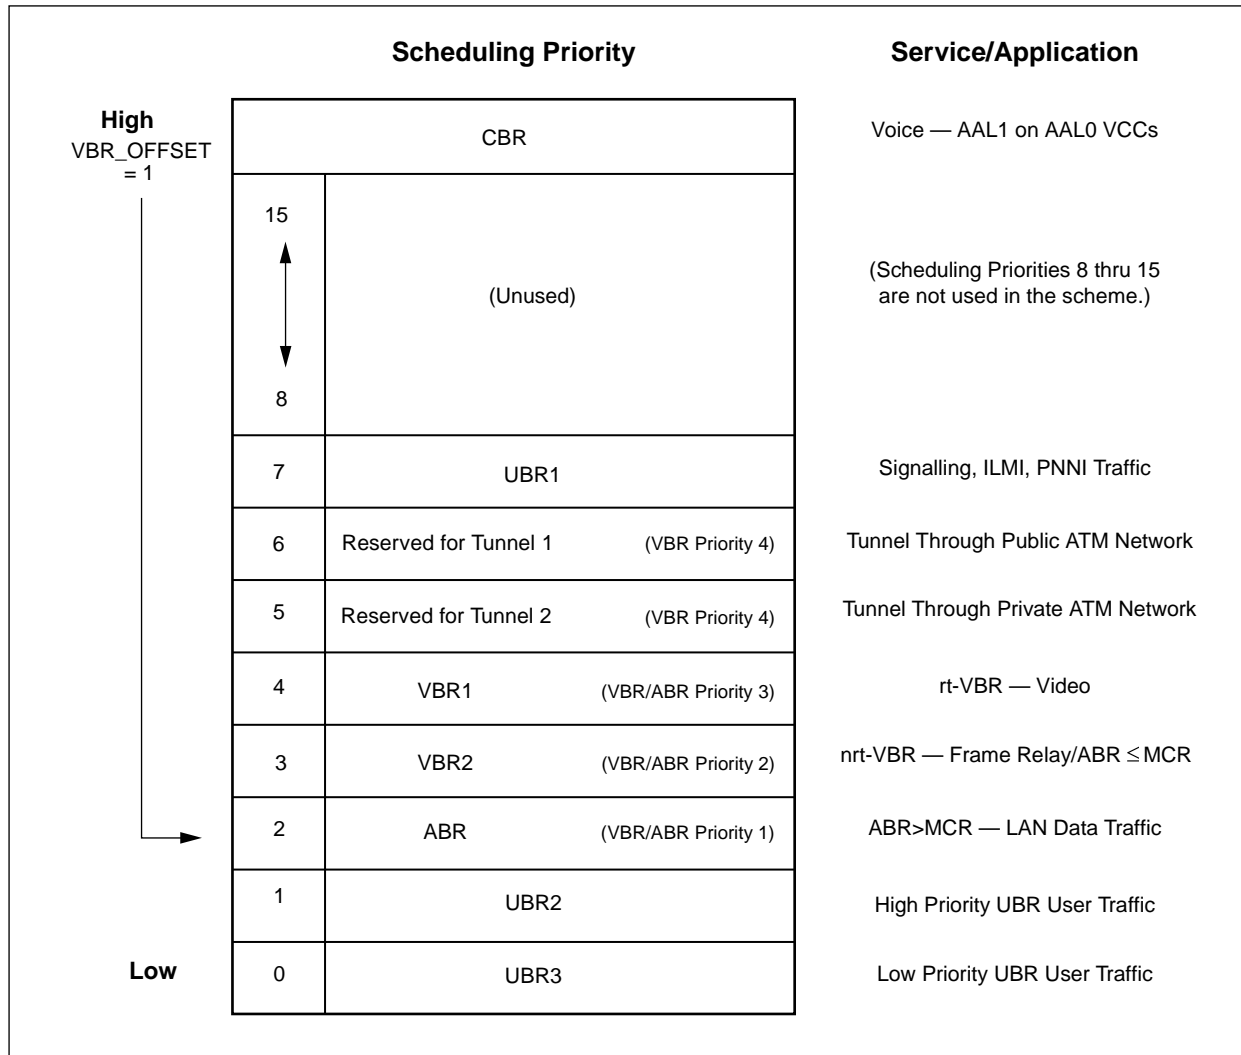 Scheduling Priority
Service/Application
High
VBR_OFFSET
= 1
CBR
Voice — AAL1 on AAL0 VCCs
15
8
(Unused)
(Scheduling Priorities 8 thru 15
are not used in the scheme.)
7
UBR1
Signalling, ILMI, PNNI Traffic
6
Reserved for Tunnel 1
(VBR Priority 4)
Tunnel Through Public ATM Network
5
Reserved for Tunnel 2
(VBR Priority 4)
Tunnel Through Private ATM Network
4
VBR1
(VBR/ABR Priority 3)
rt-VBR — Video
3
VBR2
(VBR/ABR Priority 2)
nrt-VBR — Frame Relay/ABR ≤ MCR
2
ABR
(VBR/ABR Priority 1)
ABR>MCR — LAN Data Traffic
1
UBR2
High Priority UBR User Traffic
Low
0
UBR3
Low Priority UBR User Traffic